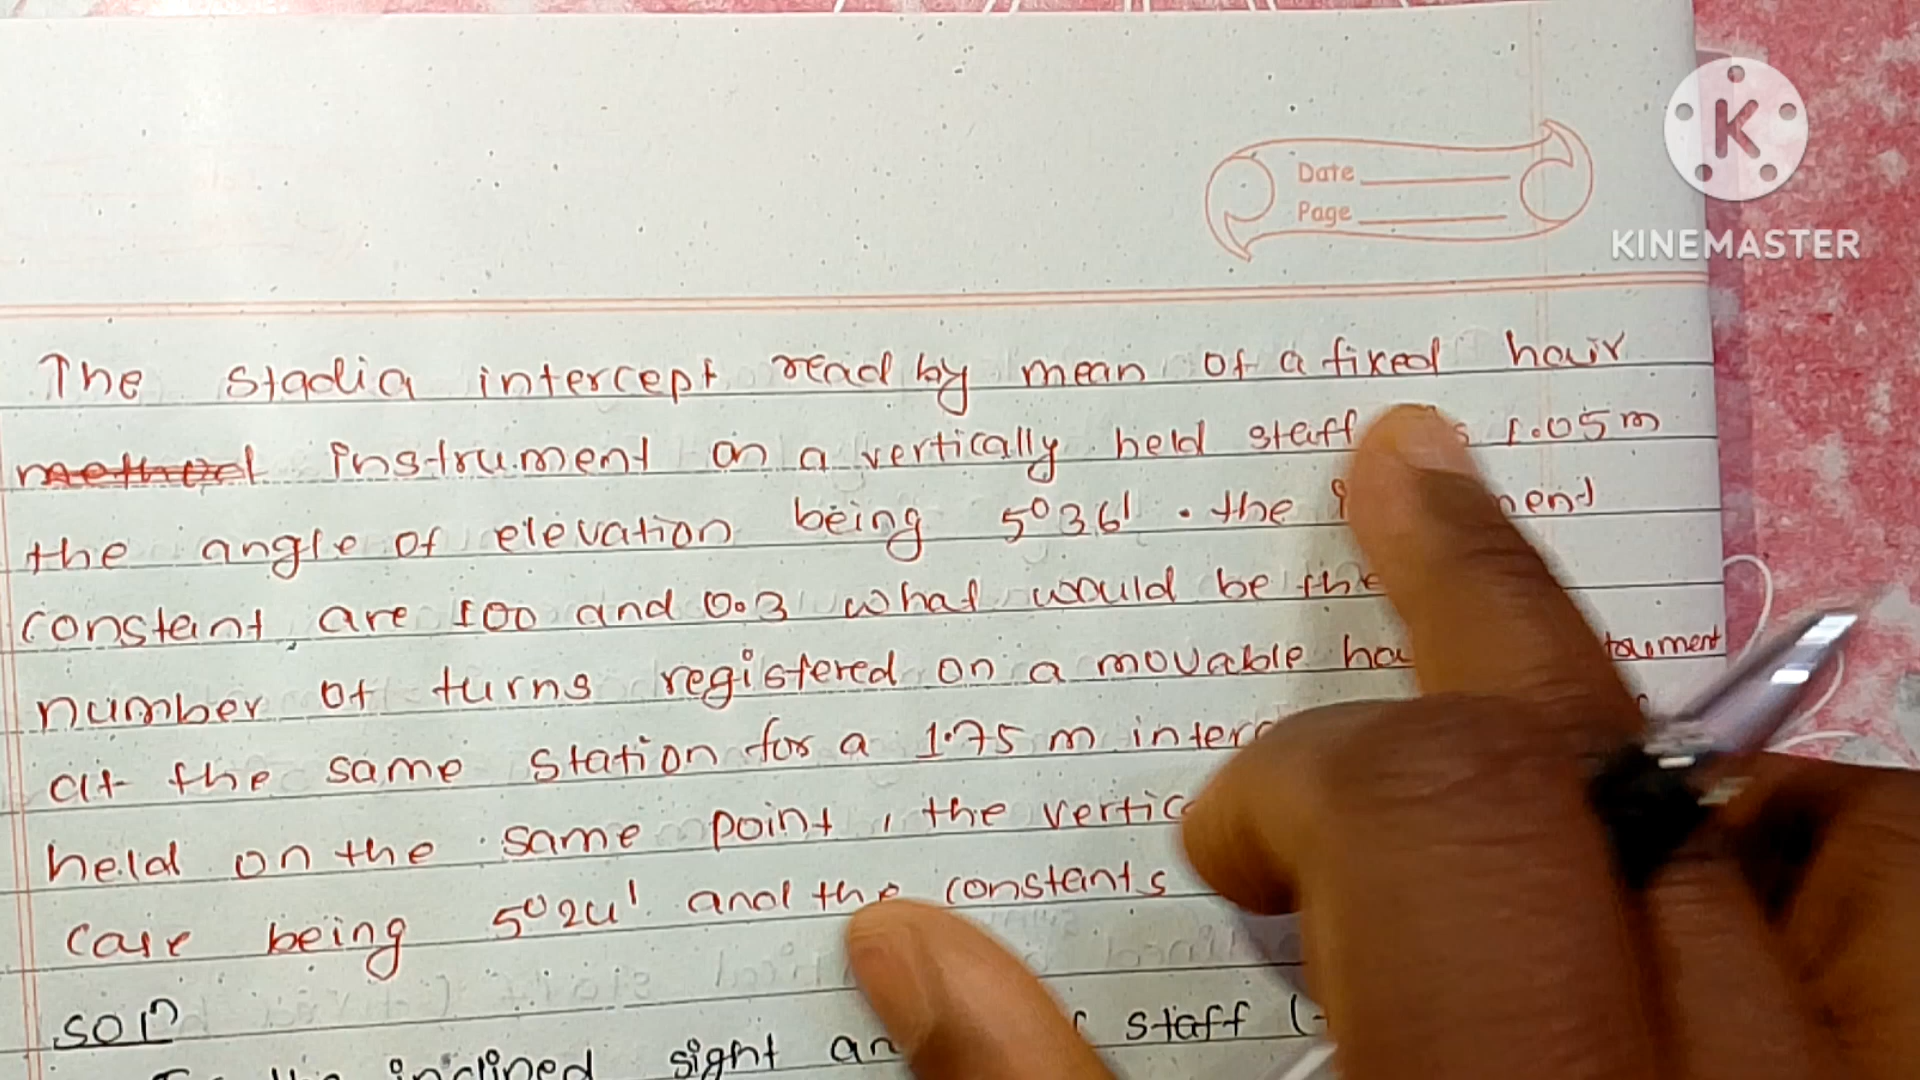 Date
Page
KINEMASTER
The stadia intercept read by mean of a fixed hair
instrument on a vertically held staff 1.05m
the angle of elevation being 5°36'. the
constant are 100 and 0.3 what would be the
number of turns registered on a movable
at the same station for a 1.75 m
held on the same point, the
case being 5°24' and the constants
soln
sight staff